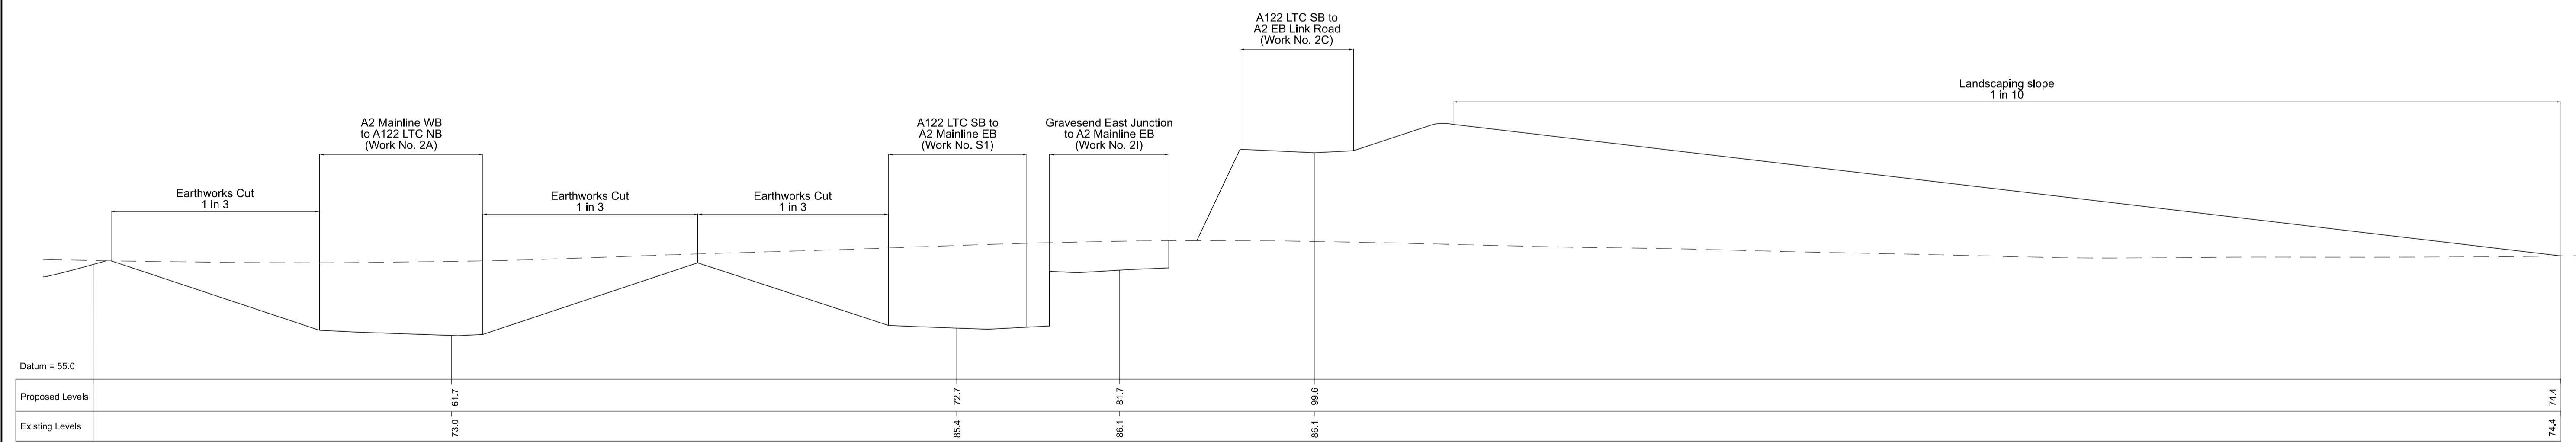 A122 LTC SB to
A2 EB Link Road
(Work No. 2C)
Landscaping slope
1 in 10
A2 Mainline WB
to A122 LTC NB
(Work No. 2A)
A122 LTC SB to
A2 Mainline EB
(Work No. S1)
Gravesend East Junction
to A2 Mainline EB
(Work No. 2I)
Earthworks Cut
1 in 3
Earthworks Cut
1 in 3
Earthworks Cut
1 in 3
Datum = 55.0
Proposed Levels 61.7 72.7 81.7 99.6 74.4
Existing Levels 73.0 85.4 86.1 86.1 74.4